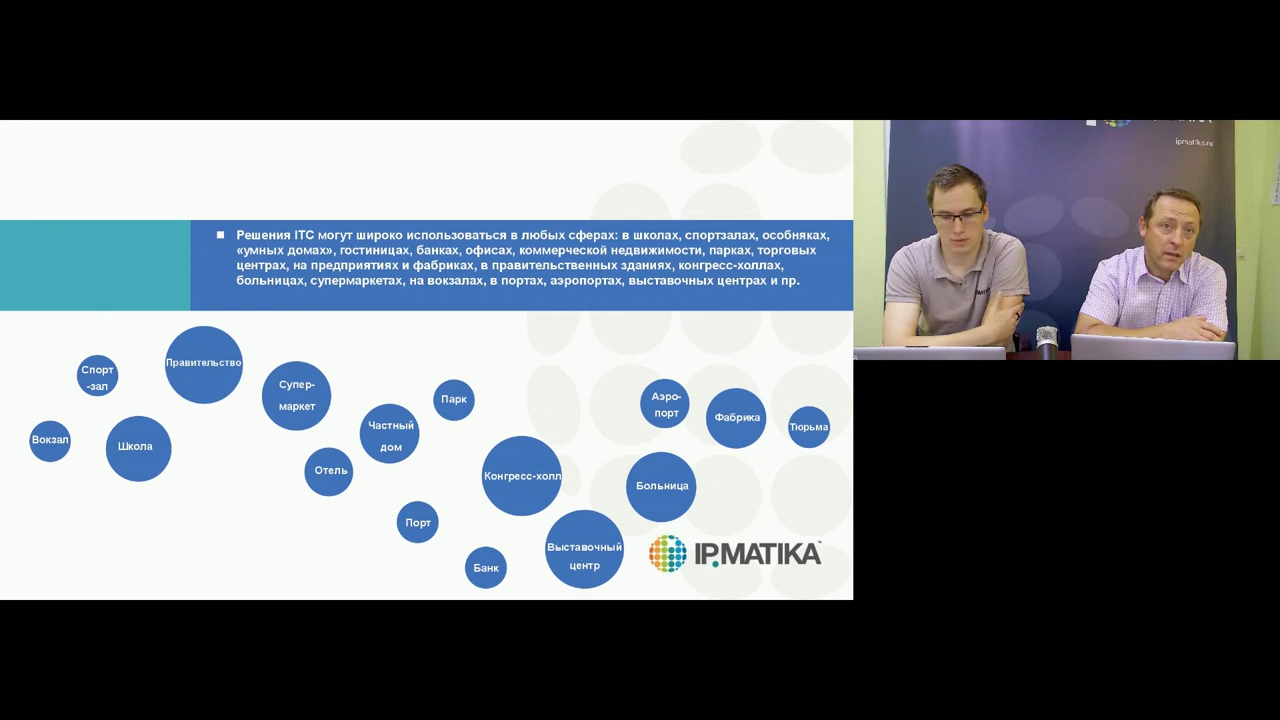 ■ Решения ITC могут широко использоваться в любых сферах: в школах, спортзалах, особняках,
«умных домах», гостиницах, банках, офисах, коммерческой недвижимости, парках, торговых
центрах, на предприятиях и фабриках, в правительственных зданиях, конгресс-холлах,
больницах, супермаркетах, на вокзалах, в портах, аэропортах, выставочных центрах и пр.
Спорт
-зал
Правительство
Вокзал
Школа
Супер-
маркет
Отель
Частный
дом
Парк
Порт
Банк
Конгресс-холл
Выставочный
центр
Аэро-
порт
Больница
Фабрика
Тюрьма
IP.MATIKA™
ipmatika.ru